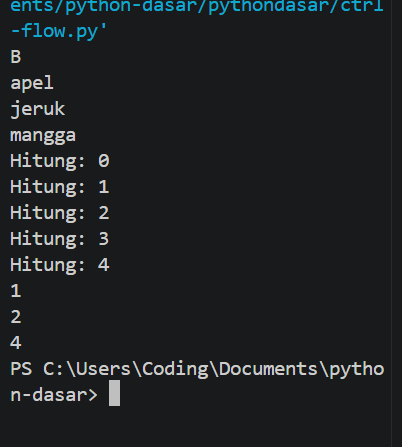 ents/python-dasar/pythondasar/ctrl
-flow.py'
B
apel
jeruk
mangga
Hitung: 0
Hitung: 1
Hitung: 2
Hitung: 3
Hitung: 4
1
2
4
PS C:\Users\Coding\Documents\pytho
n-dasar>